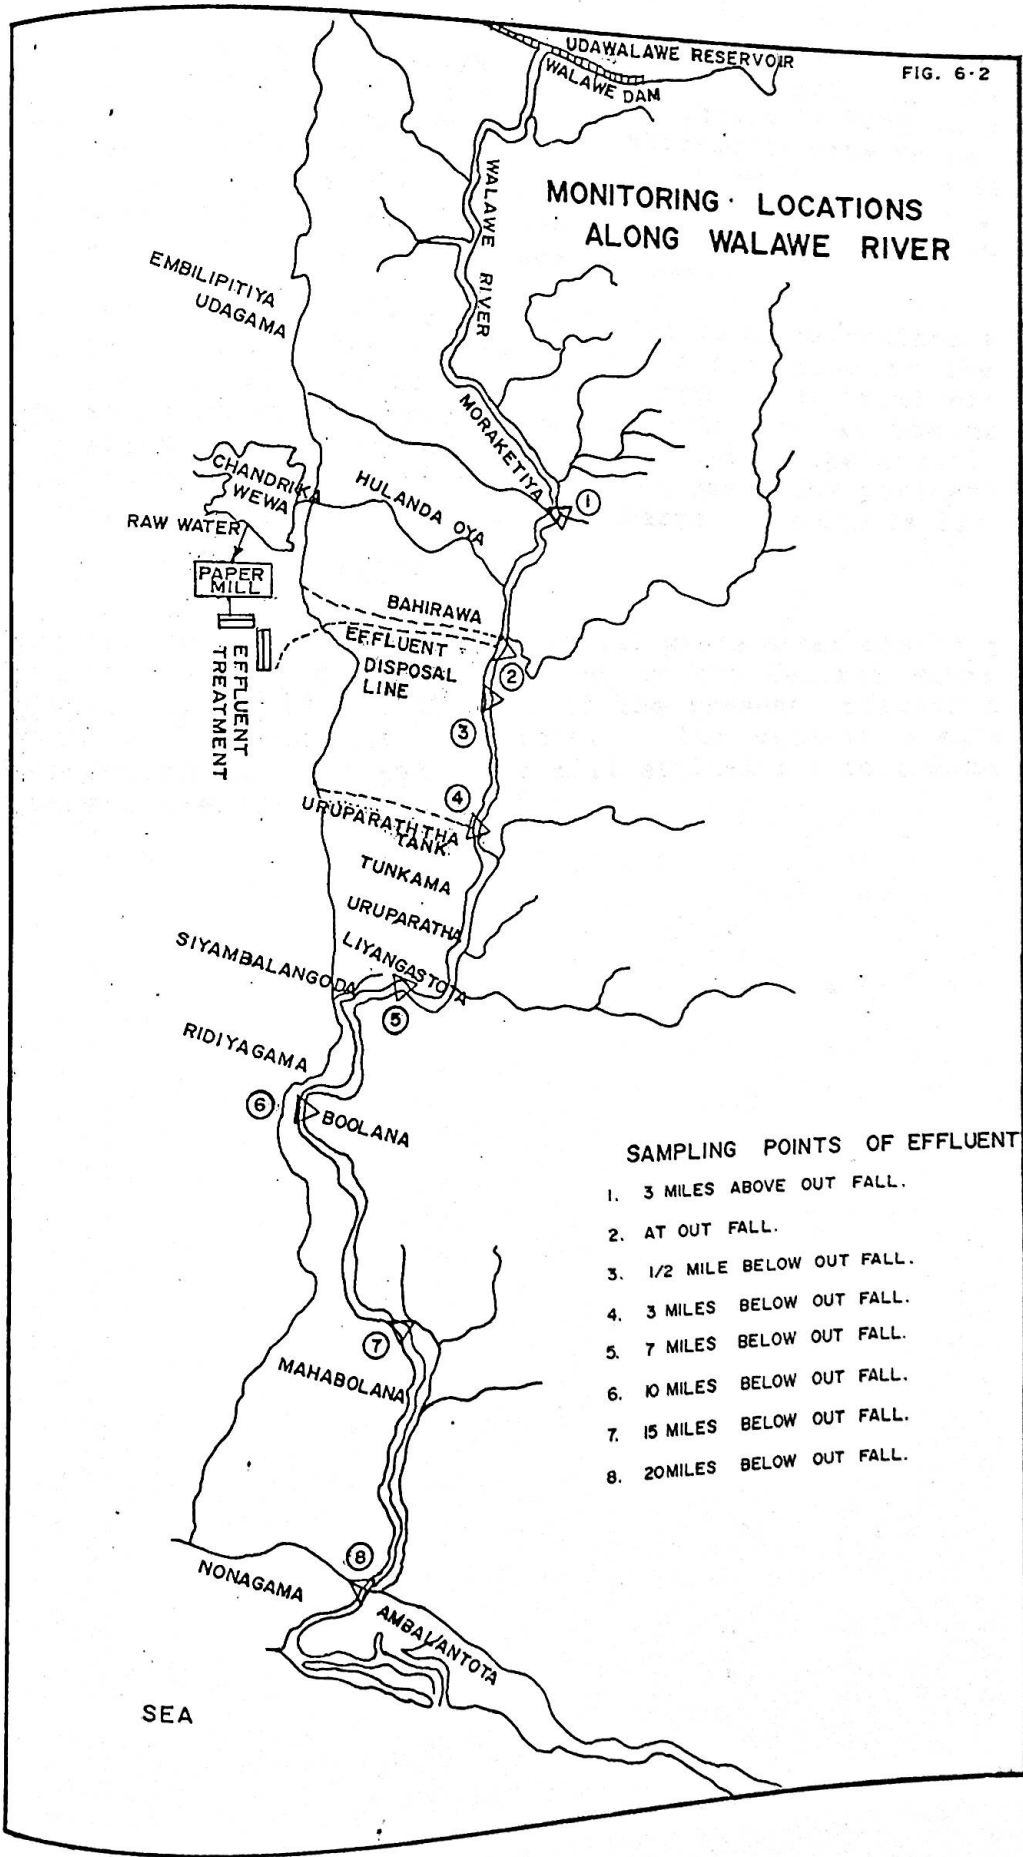 UDAWALAWE RESERVOIR
FIG. 6-2
WALAWE DAM
MONITORING LOCATIONS
ALONG WALAWE RIVER
WALAWE RIVER
EMBILIPITIYA
UDAGAMA
MORAKETIYA
1
CHANDRIKA
WEWA
HULANDA OYA
RAW WATER
PAPER
MILL
BAHIRAWA
EFFLUENT
DISPOSAL
LINE
EFFLUENT
TREATMENT
2
3
4
URUPARATHTHA
TANK
TUNKAMA
URUPARATHA
LIYANGASTOTA
SIYAMBALANGODA
5
RIDIYAGAMA
6
BOOLANA
SAMPLING POINTS OF EFFLUENT
1. 3 MILES ABOVE OUT FALL.
2. AT OUT FALL.
3. 1/2 MILE BELOW OUT FALL.
4. 3 MILES BELOW OUT FALL.
5. 7 MILES BELOW OUT FALL.
6. 10 MILES BELOW OUT FALL.
7. 15 MILES BELOW OUT FALL.
8. 20MILES BELOW OUT FALL.
7
MAHABOLANA
8
NONAGAMA
AMBALANTOTA
SEA